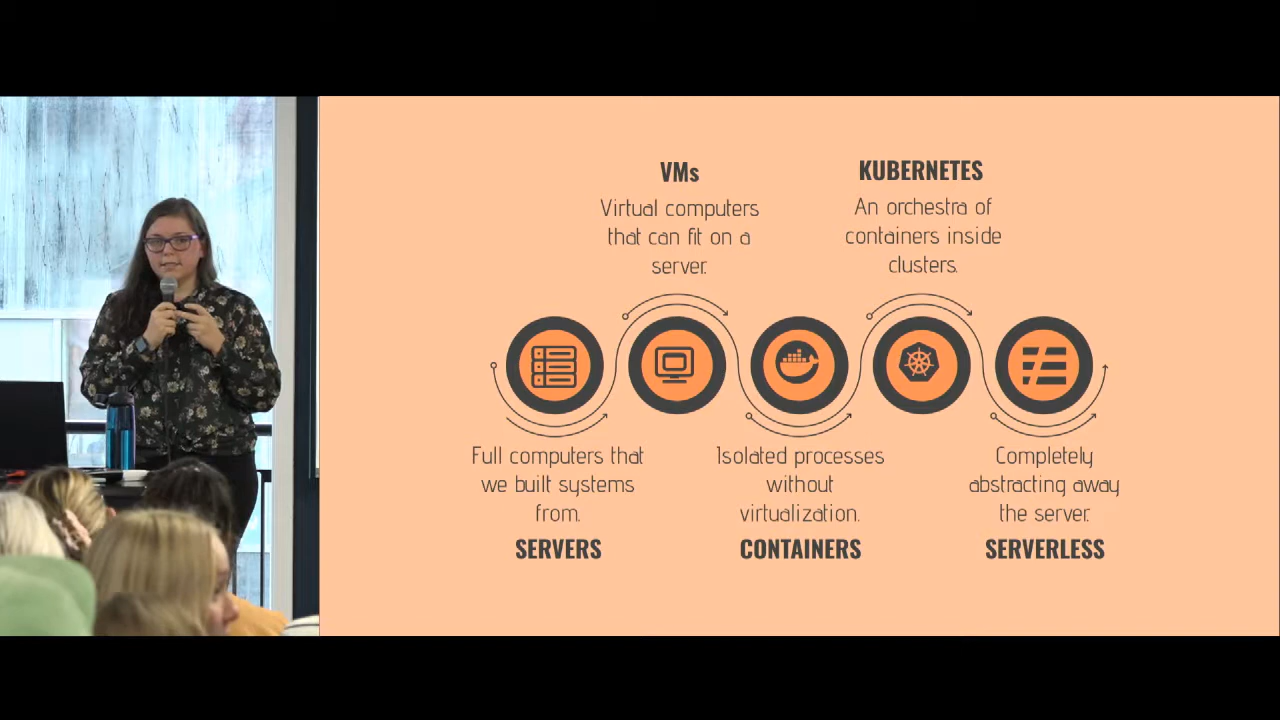 VMs
Virtual computers
that can fit on a
server.
KUBERNETES
An orchestra of
containers inside
clusters.
Full computers that
we built systems
from.
SERVERS
Isolated processes
without
virtualization.
CONTAINERS
Completely
abstracting away
the server.
SERVERLESS